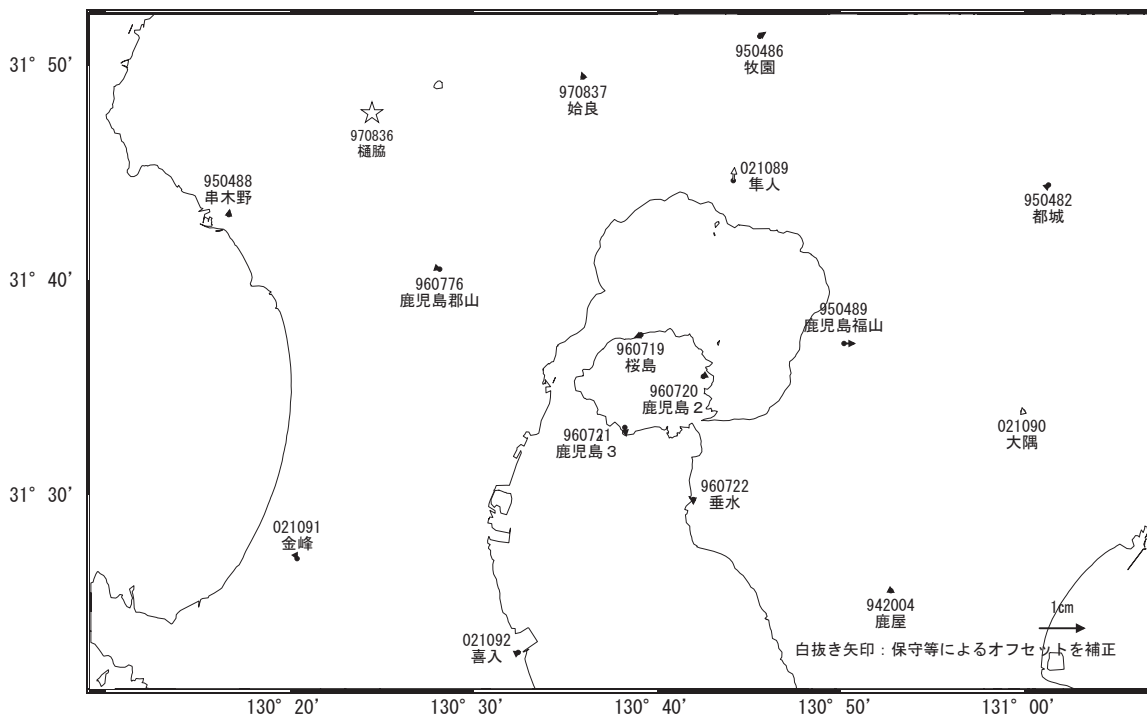 31° 50′
950486
牧園
970837
姶良
970836
樋脇
021089
隼人
950488
串木野
950482
都城
31° 40′
960776
鹿児島郡山
950489
鹿児島福山
960719
桜島
960720
鹿児島２
021090
大隅
960721
鹿児島３
31° 30′
960722
垂水
021091
金峰
942004
鹿屋
1cm
021092
喜入
白抜き矢印：保守等によるオフセットを補正
130° 20′
130° 30′
130° 40′
130° 50′
131° 00′